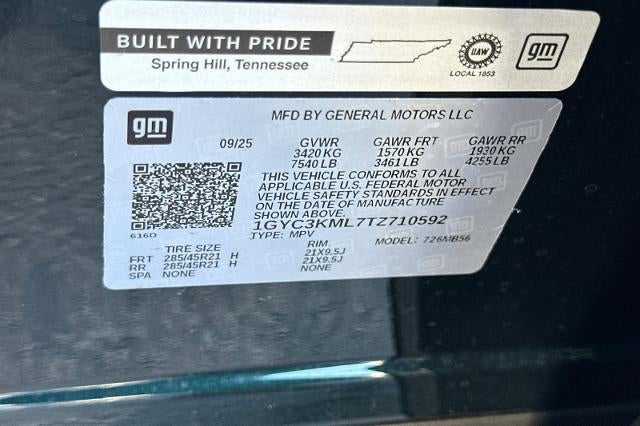 BUILT WITH PRIDE
Spring Hill, Tennessee
UAW
LOCAL 1853
gm
gm
MFD BY GENERAL MOTORS LLC
09/25 GVWR GAWR FRT GAWR RR
3420 KG 1570 KG 1930 KG
7540 LB 3461 LB 4255 LB
THIS VEHICLE CONFORMS TO ALL
APPLICABLE U.S. FEDERAL MOTOR
VEHICLE SAFETY STANDARDS IN EFFECT
ON THE DATE OF MANUFACTURE
SHOWN ABOVE.
1GYC3KML7TZ710592
616D TYPE: MPV MODEL: 726MB56
TIRE SIZE RIM
FRT 285/45R21 H 21X9.5J
RR 285/45R21 H 21X9.5J
SPA NONE NONE